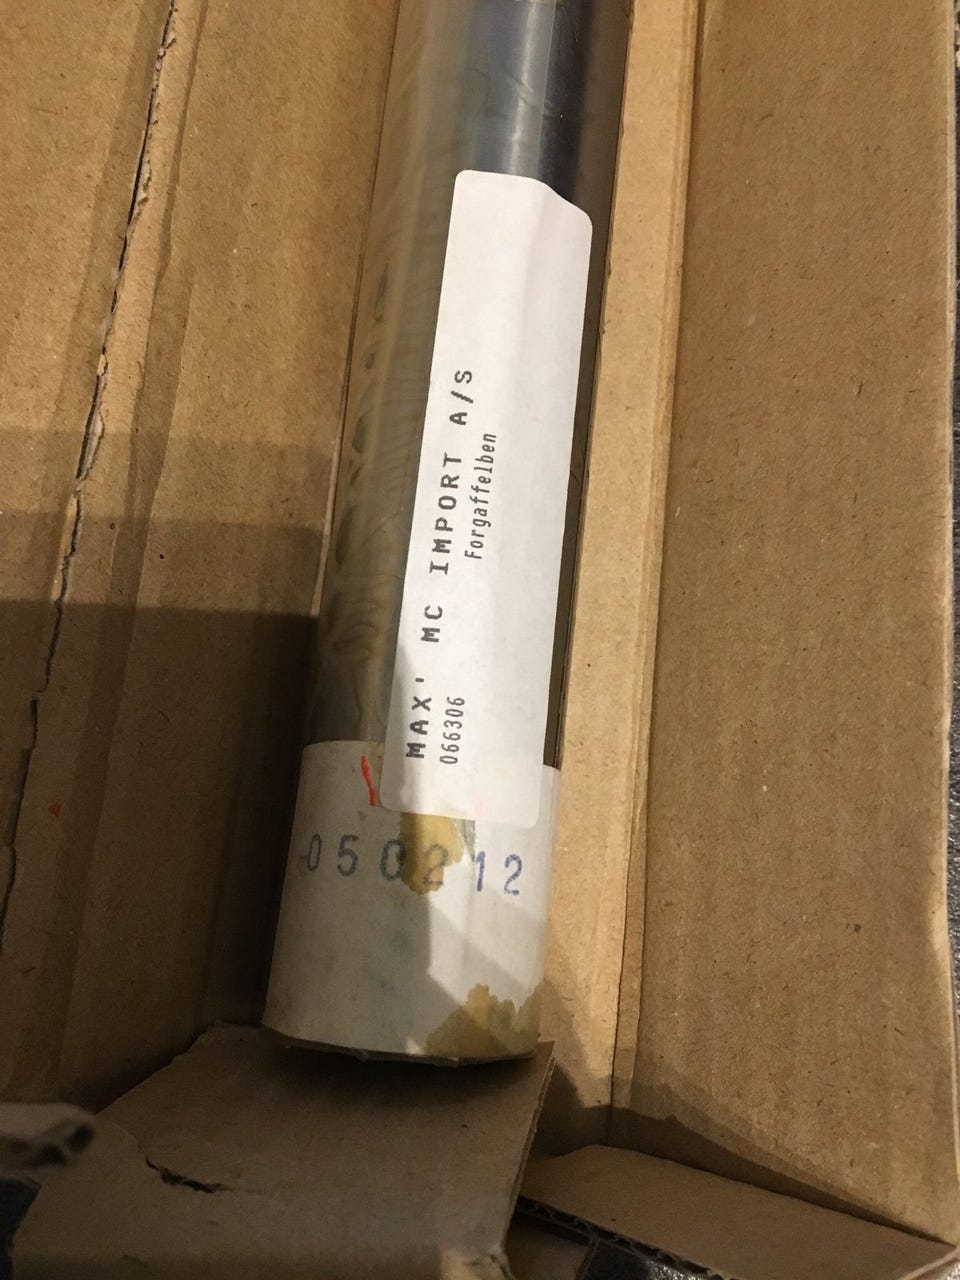 MAX' MC IMPORT A/S
066306 Forgaffelben
050212